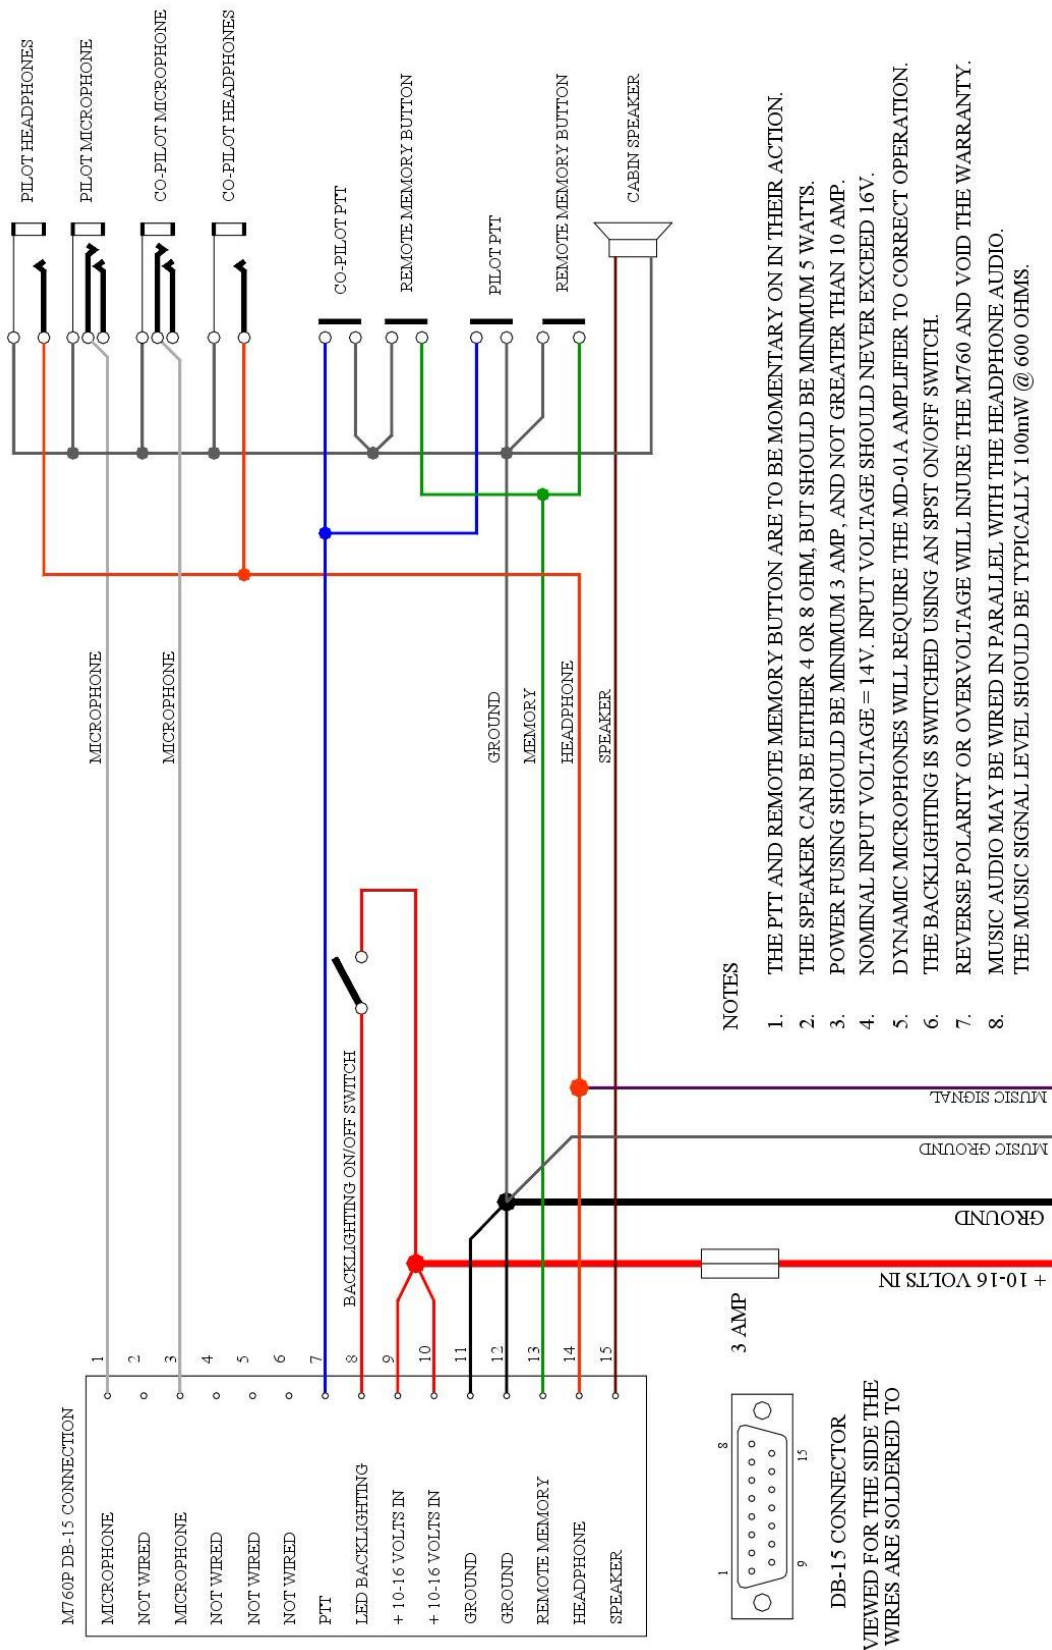 M760P DB-15 CONNECTION
MICROPHONE 1
NOT WIRED 2
MICROPHONE 3
NOT WIRED 4
NOT WIRED 5
NOT WIRED 6
PTT 7
LED BACKLIGHTING 8
+ 10-16 VOLTS IN 9
+ 10-16 VOLTS IN 10
GROUND 11
GROUND 12
REMOTE MEMORY 13
HEADPHONE 14
SPEAKER 15
BACKLIGHTING ON/OFF SWITCH
MICROPHONE
MICROPHONE
GROUND
MEMORY
HEADPHONE
SPEAKER
PILOT HEADPHONES
PILOT MICROPHONE
CO-PILOT MICROPHONE
CO-PILOT HEADPHONES
CO-PILOT PTT
REMOTE MEMORY BUTTON
PILOT PTT
REMOTE MEMORY BUTTON
CABIN SPEAKER
1 8
9 15
DB-15 CONNECTOR
VIEWED FOR THE SIDE THE
WIRES ARE SOLDERED TO
3 AMP
+ 10-16 VOLTS IN
GROUND
MUSIC GROUND
MUSIC SIGNAL
NOTES
1. THE PTT AND REMOTE MEMORY BUTTON ARE TO BE MOMENTARY ON IN THEIR ACTION.
2. THE SPEAKER CAN BE EITHER 4 OR 8 OHM, BUT SHOULD BE MINIMUM 5 WATTS.
3. POWER FUSING SHOULD BE MINIMUM 3 AMP, AND NOT GREATER THAN 10 AMP.
4. NOMINAL INPUT VOLTAGE = 14V. INPUT VOLTAGE SHOULD NEVER EXCEED 16V.
5. DYNAMIC MICROPHONES WILL REQUIRE THE MD-01A AMPLIFIER TO CORRECT OPERATION.
6. THE BACKLIGHTING IS SWITCHED USING AN SPST ON/OFF SWITCH.
7. REVERSE POLARITY OR OVERVOLTAGE WILL INJURE THE M760 AND VOID THE WARRANTY.
8. MUSIC AUDIO MAY BE WIRED IN PARALLEL WITH THE HEADPHONE AUDIO.
THE MUSIC SIGNAL LEVEL SHOULD BE TYPICALLY 100mW @ 600 OHMS.